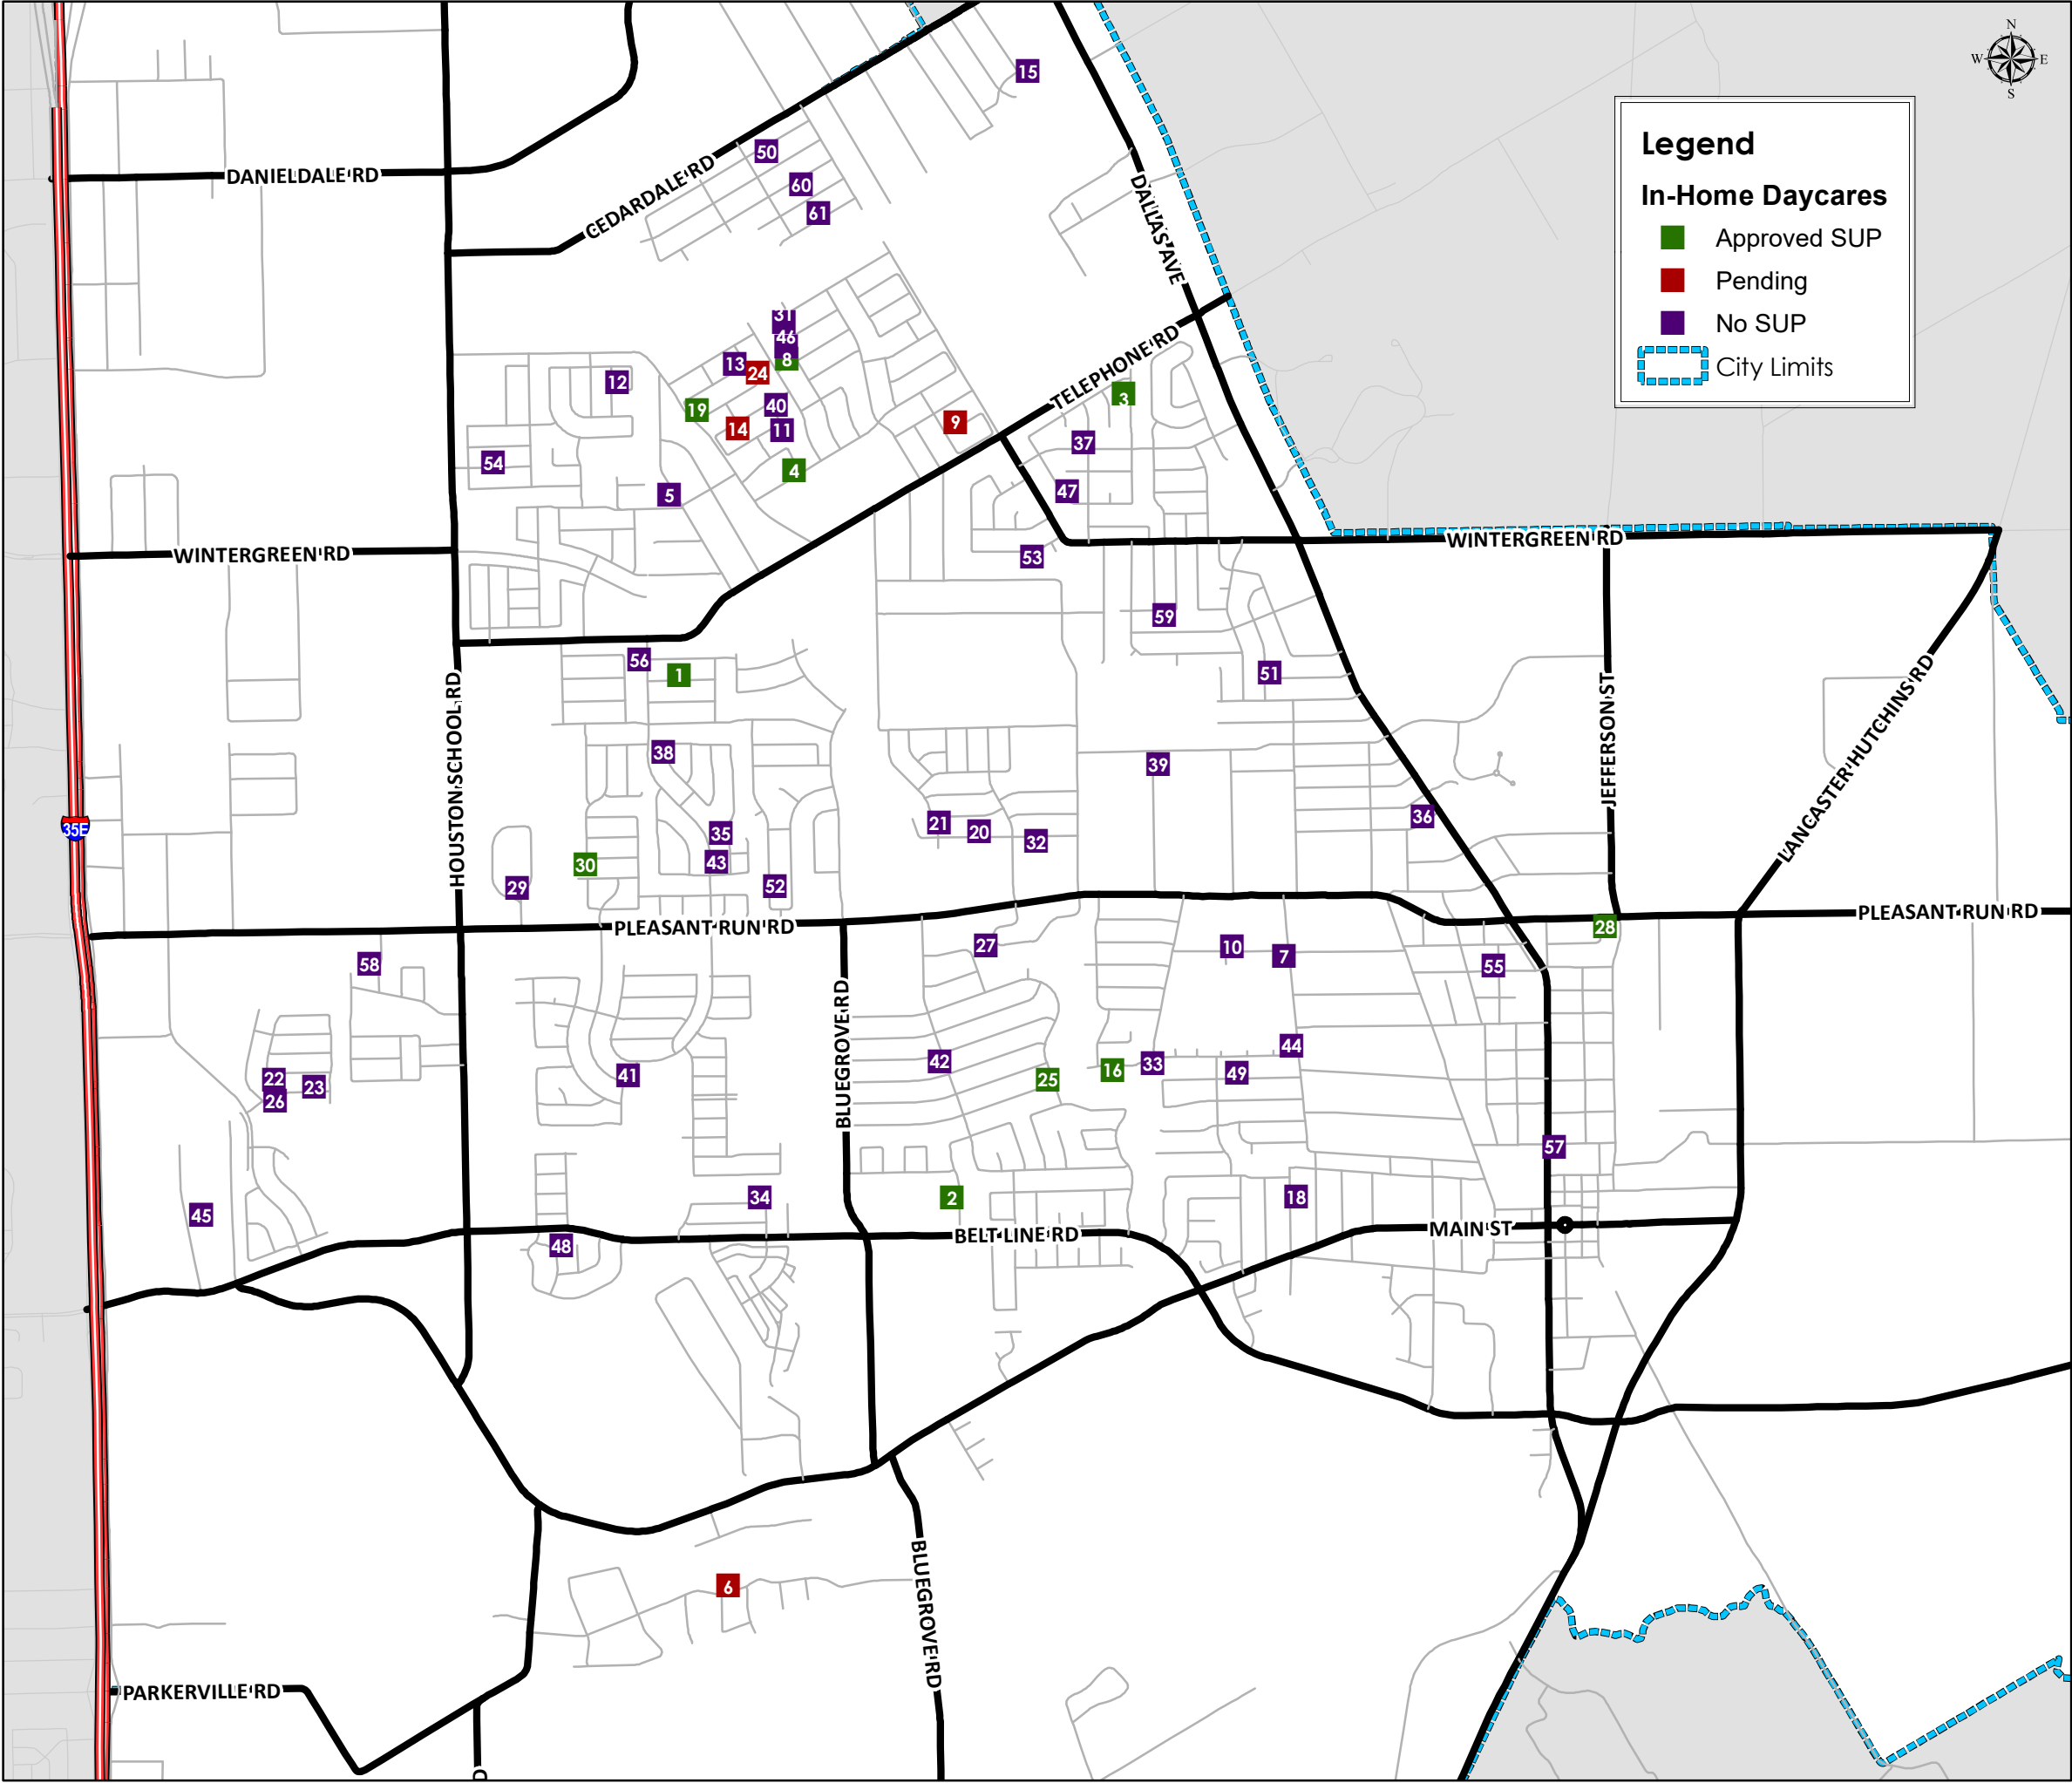 N
W E
S
15
Legend
In-Home Daycares
Approved SUP
Pending
No SUP
City Limits
50
DANIELDALE RD
CEDARDALE RD
60
61
DALLAS AVE
31
46
8
13
24
12
TELEPHONE RD
3
19
40
14
11
9
37
54
4
5
47
WINTERGREEN RD
WINTERGREEN RD
53
59
56
1
51
HOUSTON SCHOOL RD
JEFFERSON ST
LANCASTER HUTCHINS RD
38
39
35E
21
20
32
36
35
43
30
29
52
PLEASANT RUN RD
PLEASANT RUN RD
28
27
10
7
55
58
BLUEGROVE RD
44
42
33
16
49
25
41
22
23
26
57
34
2
18
45
BELT LINE RD
MAIN ST
48
6
BLUEGROVE RD
PARKERVILLE RD
D